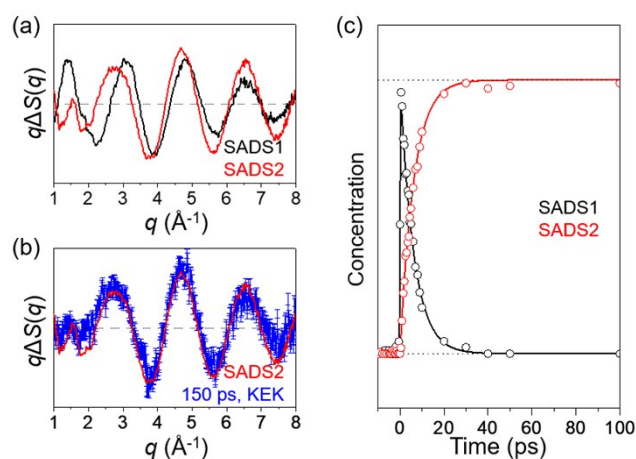 (a)
qΔS(q)
SADS1
SADS2
1 2 3 4 5 6 7 8
q (Å⁻¹)
(b)
qΔS(q)
SADS2
150 ps, KEK
1 2 3 4 5 6 7 8
q (Å⁻¹)
(c)
Concentration
SADS1
SADS2
0 20 40 60 80 100
Time (ps)